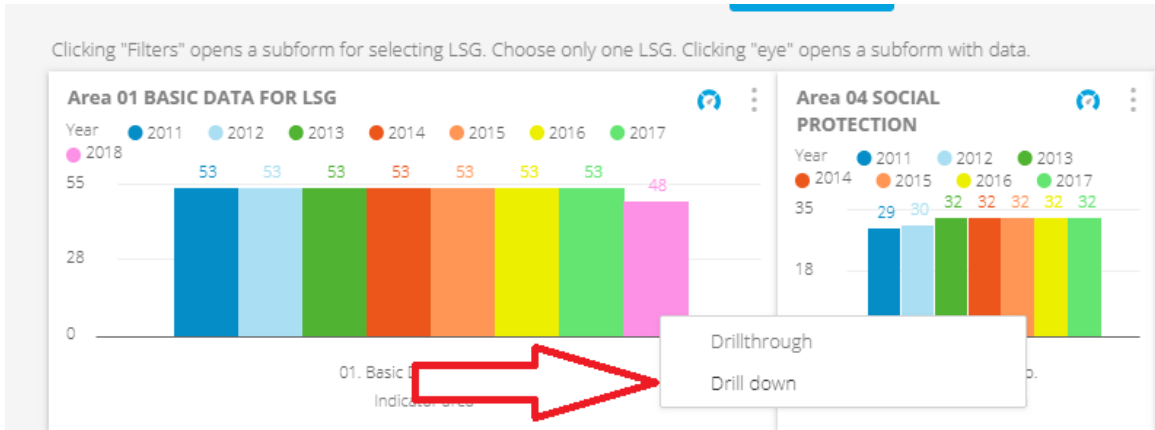 Clicking "Filters" opens a subform for selecting LSG. Choose only one LSG. Clicking "eye" opens a subform with data.
Area 01 BASIC DATA FOR LSG
Year 2011 2012 2013 2014 2015 2016 2017
2018
53 53 53 53 53 53 53 48
55
28
0
01. Basic
Indicator area
Area 04 SOCIAL
PROTECTION
Year 2011 2012 2013
2014 2015 2016 2017
29 30 32 32 32 32 32
35
18
Drillthrough
Drill down